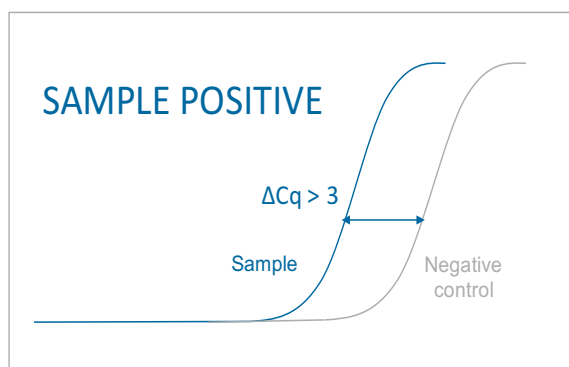 SAMPLE POSITIVE
ΔCq > 3
Sample
Negative
control